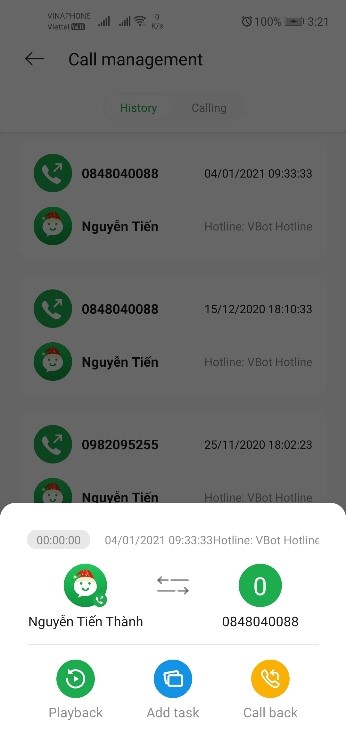 VINAPHONE
Viettel VoLTE
0
K/s
100%
3:21
Call management
History
Calling
0848040088
04/01/2021 09:33:33
Nguyễn Tiến
Hotline: VBot Hotline
0848040088
15/12/2020 18:10:33
Nguyễn Tiến
Hotline: VBot Hotline
0982095255
25/11/2020 18:02:23
Nguyễn Tiến
Hotline: VBot Hotline
00:00:00
04/01/2021 09:33:33Hotline: VBot Hotline
0
Nguyễn Tiến Thành
0848040088
Playback
Add task
Call back